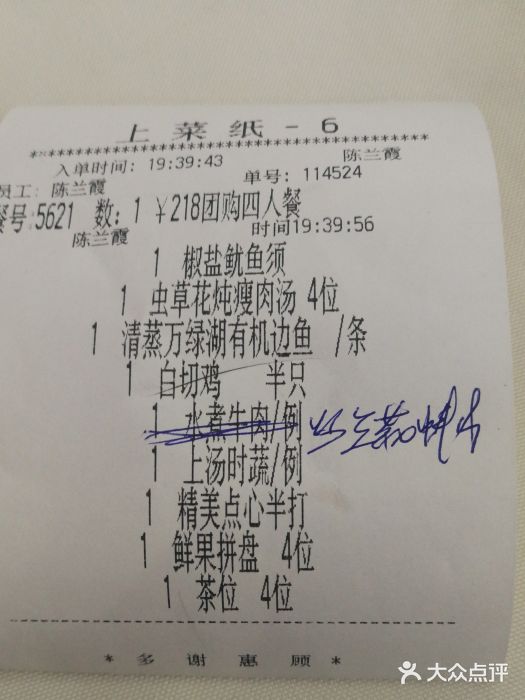 上菜纸-6
************************************************
入单时间: 19:39:43 陈兰霞
员工: 陈兰霞 单号: 114524
餐号:5621 数: 1 ¥218团购四人餐
陈兰霞 时间19:39:56
1 椒盐鱿鱼须
1 虫草花炖瘦肉汤 4位
1 清蒸万绿湖有机边鱼 /条
1 白切鸡 半只
1 水煮牛肉/例
1 上汤时蔬/例
1 精美点心半打
1 鲜果拼盘 4位
1 茶位 4位
*多谢惠顾*
大众点评